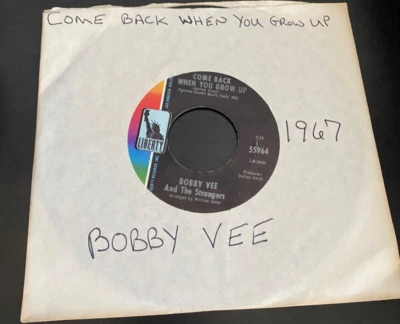 COME BACK WHEN YOU GROW UP
COME BACK
WHEN YOU GROW UP
LIBERTY
55964
1967
BOBBY VEE
And The Strangers
BOBBY VEE